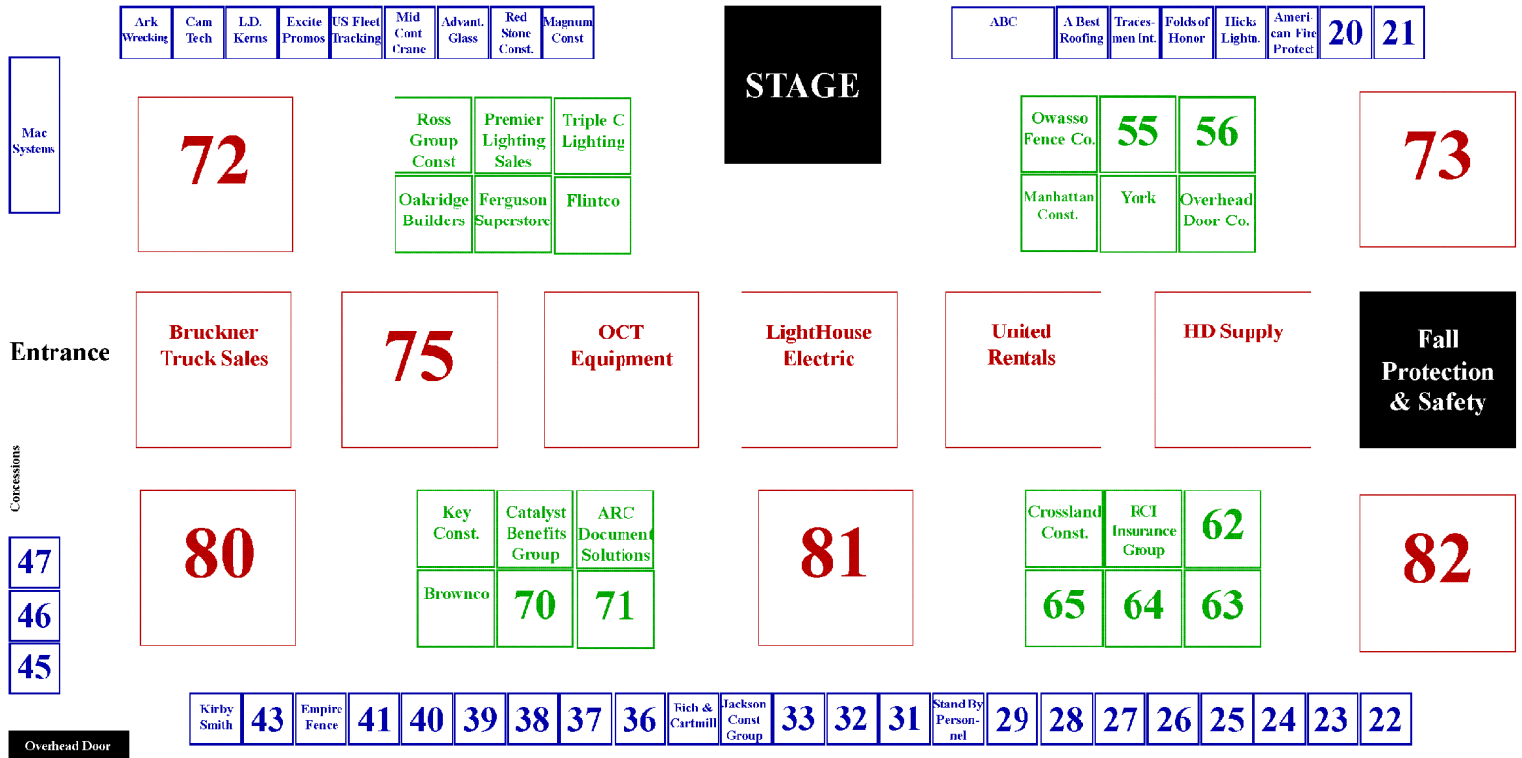 Ark
Wrecking
Cam
Tech
L.D.
Kerns
Excite
Promos
US Fleet
Tracking
Mid
Cont
Crane
Advant.
Glass
Red
Stone
Const.
Magnum
Const
STAGE
ABC
A Best
Roofing
Traces-
men Int.
Folds of
Honor
Hicks
Lightn.
Ameri-
can Fire
Protect
20
21
Mac
Systems
72
Ross
Group
Const
Premier
Lighting
Sales
Triple C
Lighting
Oakridge
Builders
Ferguson
Superstore
Flintco
Owasso
Fence Co.
55
56
Manhattan
Const.
York
Overhead
Door Co.
73
Entrance
Bruckner
Truck Sales
75
OCT
Equipment
LightHouse
Electric
United
Rentals
HD Supply
Fall
Protection
& Safety
Concessions
80
Key
Const.
Catalyst
Benefits
Group
ARC
Document
Solutions
Brownco
70
71
81
Crossland
Const.
RCI
Insurance
Group
62
65
64
63
82
47
46
45
Kirby
Smith
43
Empire
Fence
41
40
39
38
37
36
Rich &
Cartmill
Jackson
Const
Group
33
32
31
Stand By
Person-
nel
29
28
27
26
25
24
23
22
Overhead Door